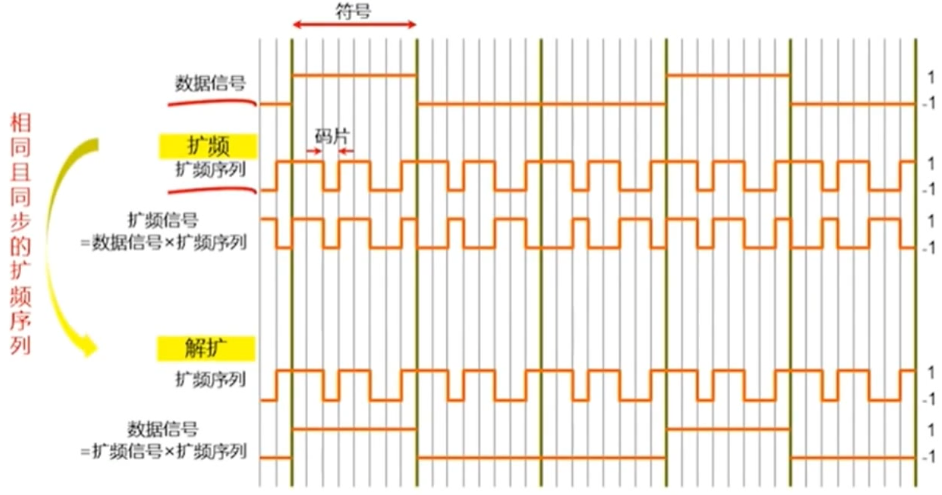 符号
数据信号
1
-1
相同且同步的扩频序列
码片
扩频
扩频序列
1
-1
扩频信号
=数据信号×扩频序列
1
-1
解扩
扩频序列
1
-1
数据信号
=扩频信号×扩频序列
1
-1